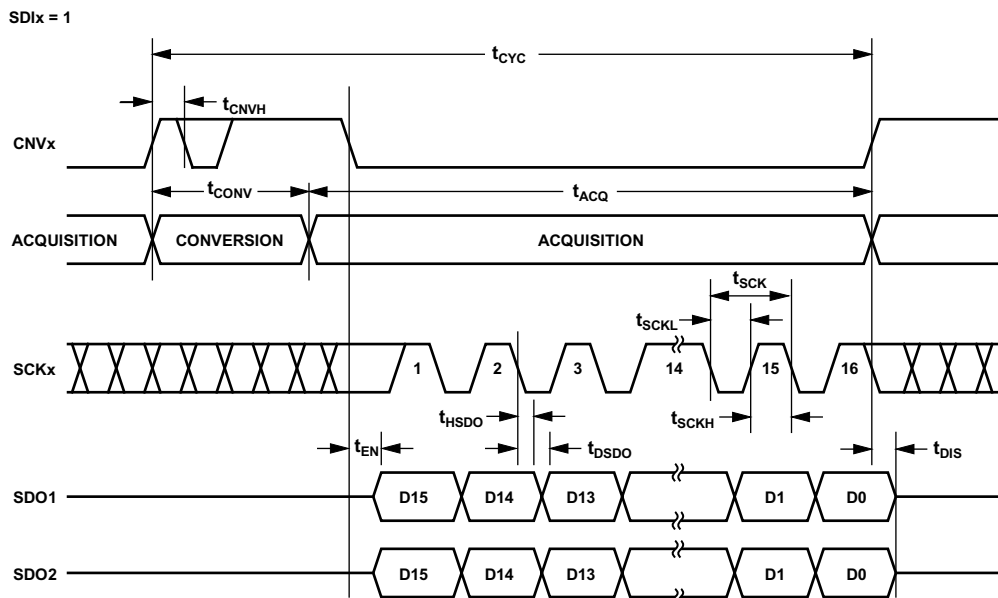 SDIx = 1
tCYC
tCNVH
CNVx
tCONV
tACQ
ACQUISITION
CONVERSION
ACQUISITION
tSCK
tSCKL
SCKx
1
2
3
14
15
16
tHSDO
tSCKH
tEN
tDSDO
tDIS
SDO1
D15
D14
D13
D1
D0
SDO2
D15
D14
D13
D1
D0